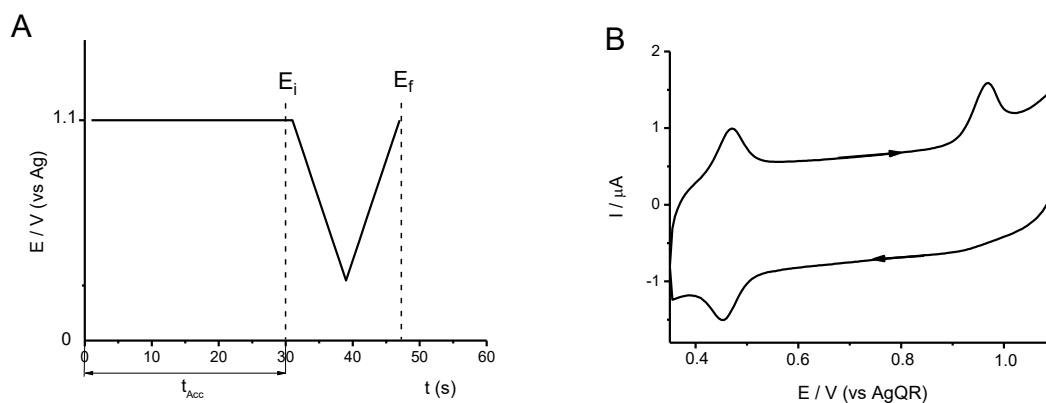 A
E / V (vs Ag)
1.1
0
E_i
E_f
0 10 20 30 40 50 60
t_Acc
t (s)
B
I / μA
2
1
0
-1
0.4 0.6 0.8 1.0
E / V (vs AgQR)